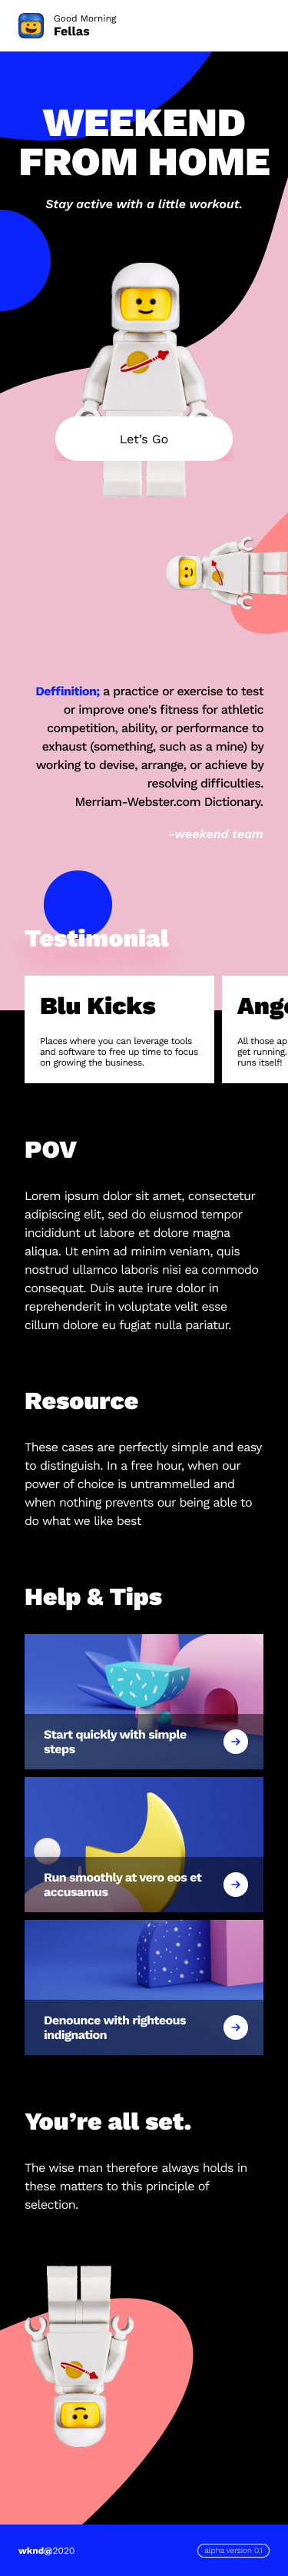 Good Morning
Fellas
WEEKEND
FROM HOME
Stay active with a little workout.
Let's Go
Deffinition; a practice or exercise to test
or improve one's fitness for athletic
competition, ability, or performance to
exhaust (something, such as a mine) by
working to devise, arrange, or achieve by
resolving difficulties.
Merriam-Webster.com Dictionary.
-weekend team
Testimonial
Blu Kicks
Places where you can leverage tools
and software to free up time to focus
on growing the business.
Ang
All those ap
get running.
runs itself!
POV
Lorem ipsum dolor sit amet, consectetur
adipiscing elit, sed do eiusmod tempor
incididunt ut labore et dolore magna
aliqua. Ut enim ad minim veniam, quis
nostrud ullamco laboris nisi ea commodo
consequat. Duis aute irure dolor in
reprehenderit in voluptate velit esse
cillum dolore eu fugiat nulla pariatur.
Resource
These cases are perfectly simple and easy
to distinguish. In a free hour, when our
power of choice is untrammelled and
when nothing prevents our being able to
do what we like best
Help & Tips
Start quickly with simple
steps
Run smoothly at vero eos et
accusamus
Denounce with righteous
indignation
You're all set.
The wise man therefore always holds in
these matters to this principle of
selection.
wknd@2020
alpha version 0.1